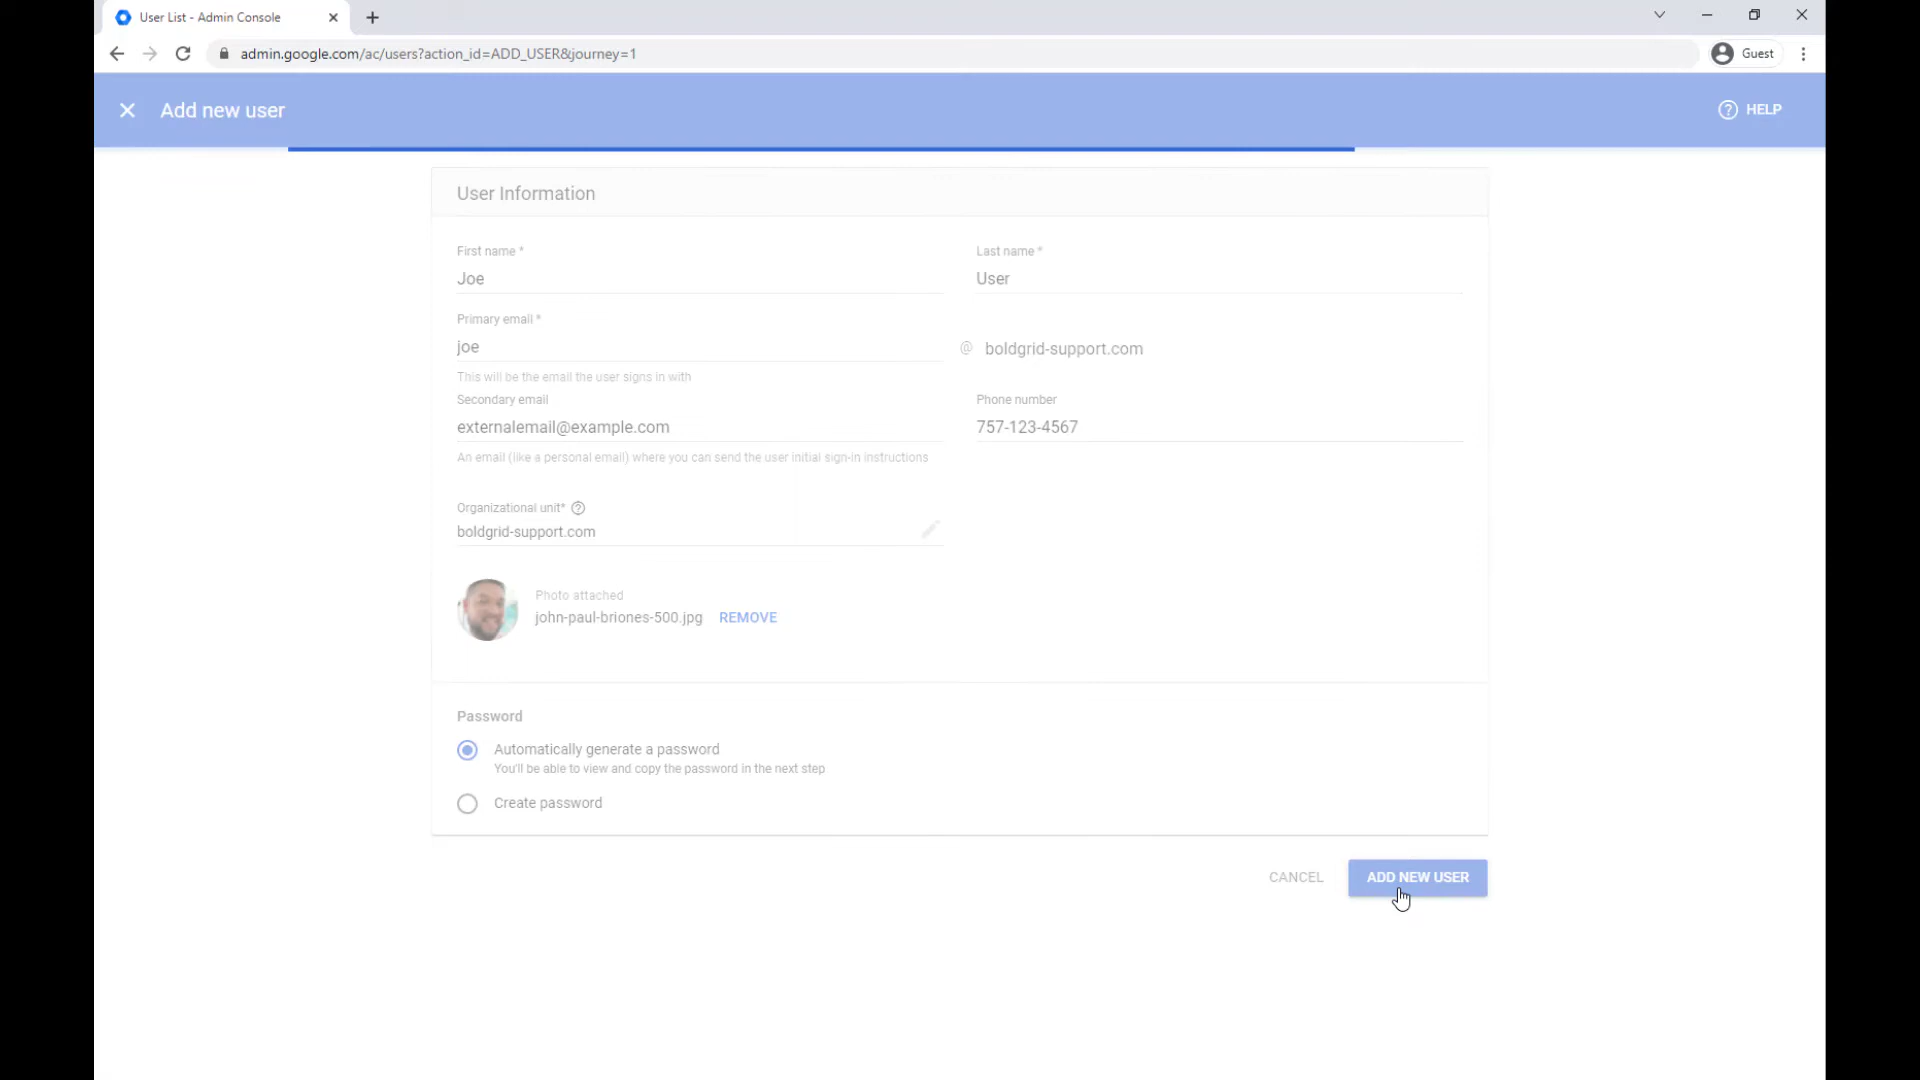 User List - Admin Console
admin.google.com/ac/users?action_id=ADD_USER&journey=1
Guest
Add new user
HELP
User Information
First name *
Last name *
Joe
User
Primary email *
joe
@ boldgrid-support.com
This will be the email the user signs in with
Secondary email
Phone number
externalemail@example.com
757-123-4567
An email (like a personal email) where you can send the user initial sign-in instructions
Organizational unit*
boldgrid-support.com
Photo attached
john-paul-briones-500.jpg REMOVE
Password
Automatically generate a password
You'll be able to view and copy the password in the next step
Create password
CANCEL
ADD NEW USER